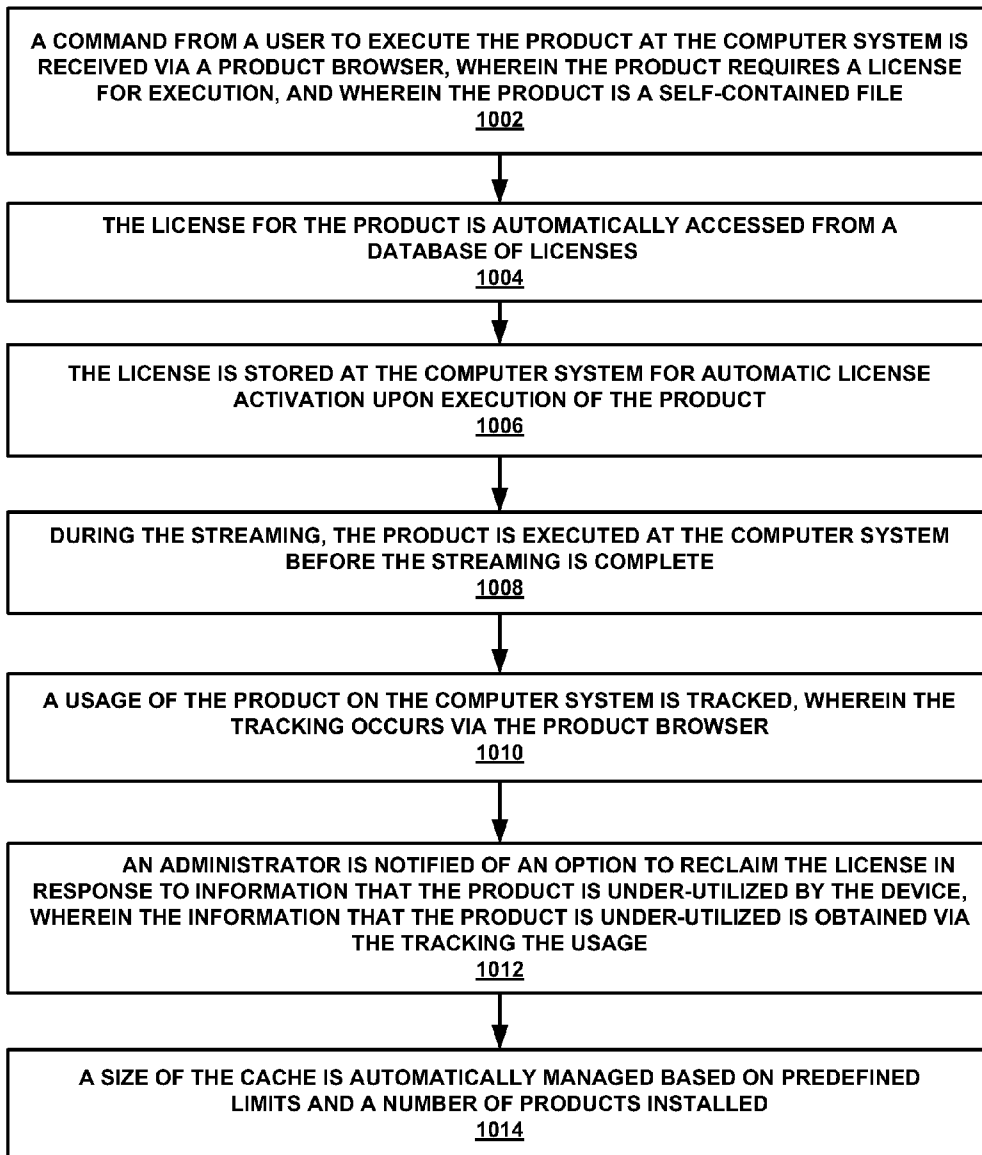 A COMMAND FROM A USER TO EXECUTE THE PRODUCT AT THE COMPUTER SYSTEM IS
RECEIVED VIA A PRODUCT BROWSER, WHEREIN THE PRODUCT REQUIRES A LICENSE
FOR EXECUTION, AND WHEREIN THE PRODUCT IS A SELF-CONTAINED FILE
1002
THE LICENSE FOR THE PRODUCT IS AUTOMATICALLY ACCESSED FROM A
DATABASE OF LICENSES
1004
THE LICENSE IS STORED AT THE COMPUTER SYSTEM FOR AUTOMATIC LICENSE
ACTIVATION UPON EXECUTION OF THE PRODUCT
1006
DURING THE STREAMING, THE PRODUCT IS EXECUTED AT THE COMPUTER SYSTEM
BEFORE THE STREAMING IS COMPLETE
1008
A USAGE OF THE PRODUCT ON THE COMPUTER SYSTEM IS TRACKED, WHEREIN THE
TRACKING OCCURS VIA THE PRODUCT BROWSER
1010
AN ADMINISTRATOR IS NOTIFIED OF AN OPTION TO RECLAIM THE LICENSE IN
RESPONSE TO INFORMATION THAT THE PRODUCT IS UNDER-UTILIZED BY THE DEVICE,
WHEREIN THE INFORMATION THAT THE PRODUCT IS UNDER-UTILIZED IS OBTAINED VIA
THE TRACKING THE USAGE
1012
A SIZE OF THE CACHE IS AUTOMATICALLY MANAGED BASED ON PREDEFINED
LIMITS AND A NUMBER OF PRODUCTS INSTALLED
1014